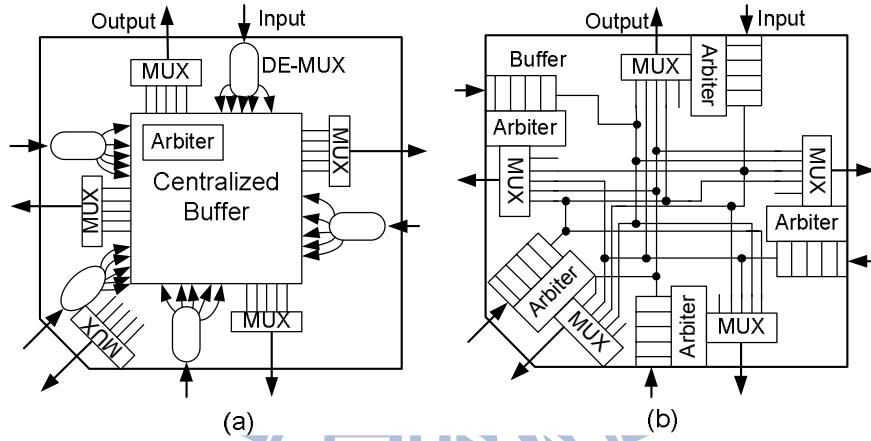 Output
Input
MUX
DE-MUX
Arbiter
MUX
Centralized
Buffer
MUX
MUX
MUX
(a)
Output
Input
Buffer
MUX
Arbiter
Arbiter
MUX
MUX
Arbiter
Arbiter
MUX
Arbiter
MUX
(b)